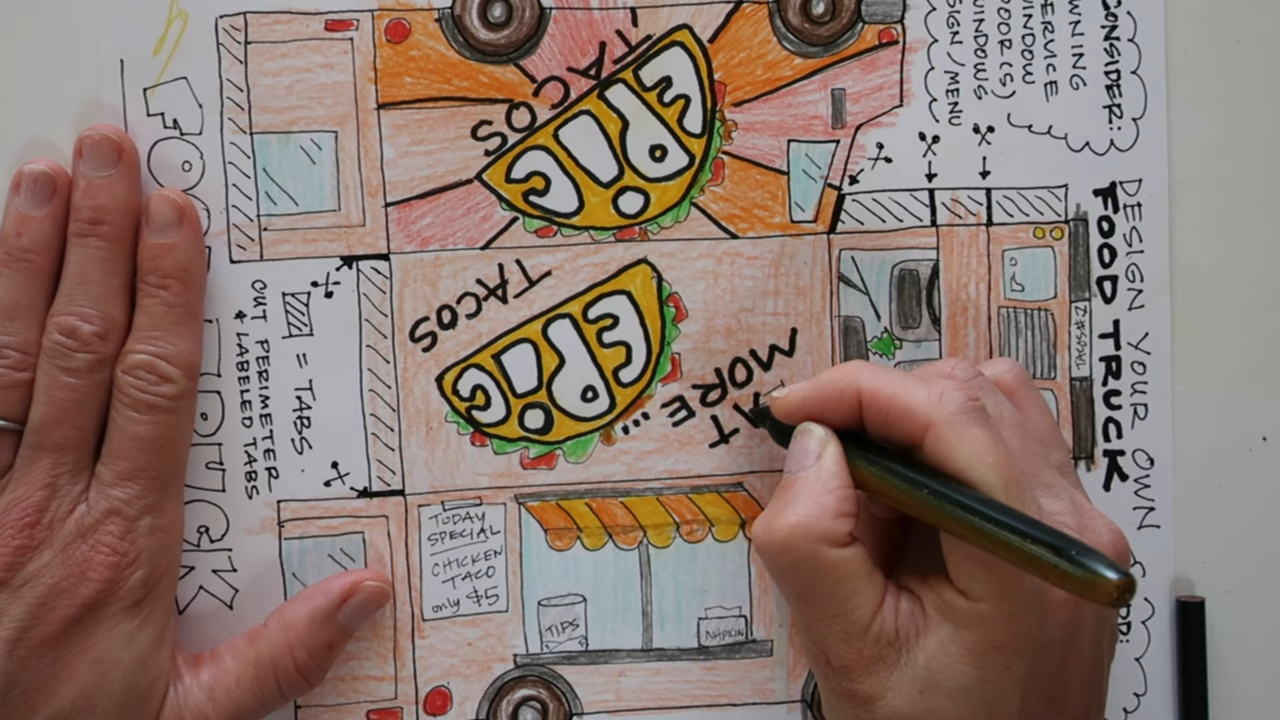 CONSIDER:
AWNING
SERVICE
WINDOW
DOOR(S)
WINDOWS
SIGN/MENU
DESIGN YOUR OWN
FOOD TRUCK
EPIC
TACOS
EPIC
TACOS
EAT
MORE...
= TABS.
CUT PERIMETER
& LABELED TABS
TODAY
SPECIAL
CHICKEN
TACO
only $5
TIPS
NAPKIN
FOOD TRUCK